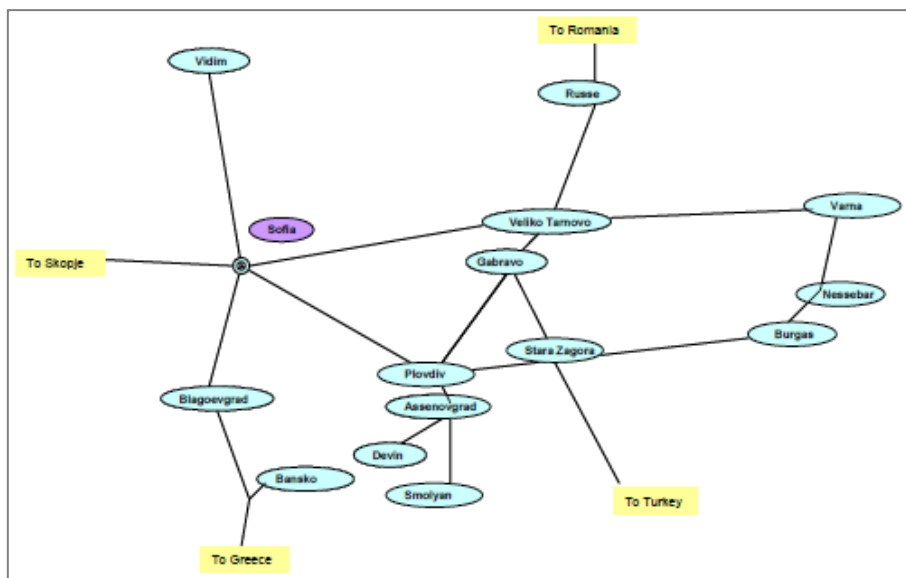 To Romania
Vidim
Russe
Varna
Veliko Tarnovo
Sofia
Gabravo
To Skopje
Nessebar
Burgas
Stara Zagora
Plovdiv
Blagoevgrad
Assenovgrad
Devin
Bansko
Smolyan
To Turkey
To Greece